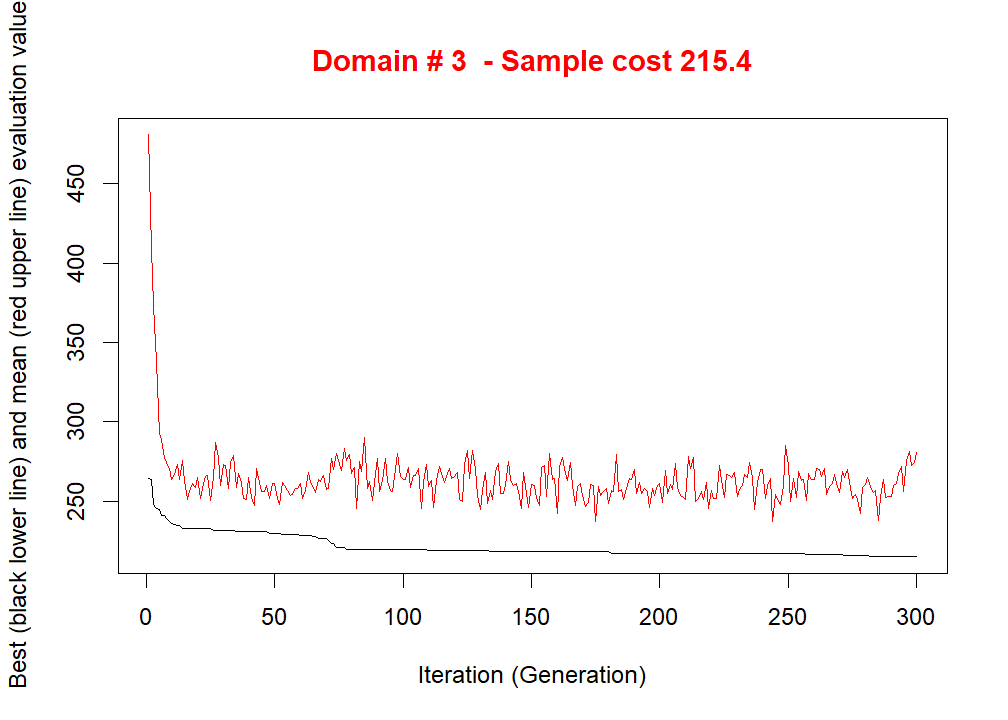 Domain # 3  - Sample cost 215.4
Best (black lower line) and mean (red upper line) evaluation value
450
400
350
300
250
0 50 100 150 200 250 300
Iteration (Generation)